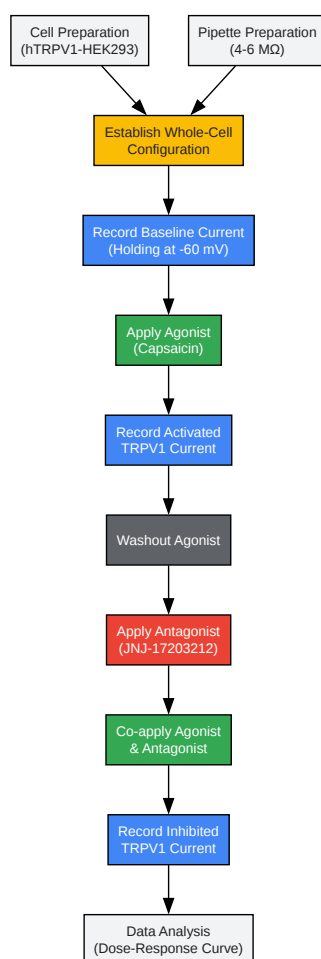 Cell Preparation
(hTRPV1-HEK293)
Pipette Preparation
(4-6 MΩ)
Establish Whole-Cell
Configuration
Record Baseline Current
(Holding at -60 mV)
Apply Agonist
(Capsaicin)
Record Activated
TRPV1 Current
Washout Agonist
Apply Antagonist
(JNJ-17203212)
Co-apply Agonist
& Antagonist
Record Inhibited
TRPV1 Current
Data Analysis
(Dose-Response Curve)